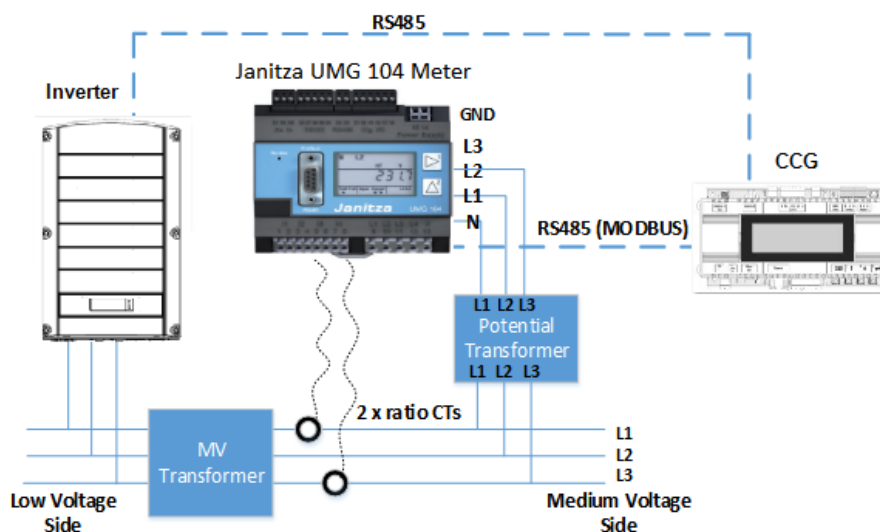 RS485
Janitza UMG 104 Meter
Inverter
GND
L3
L2
L1
N
CCG
231.7
Janitza
UMG 104
RS485 (MODBUS)
L1 L2 L3
Potential
Transformer
L1 L2 L3
2 x ratio CTs
MV
Transformer
L1
L2
L3
Low Voltage
Side
Medium Voltage
Side